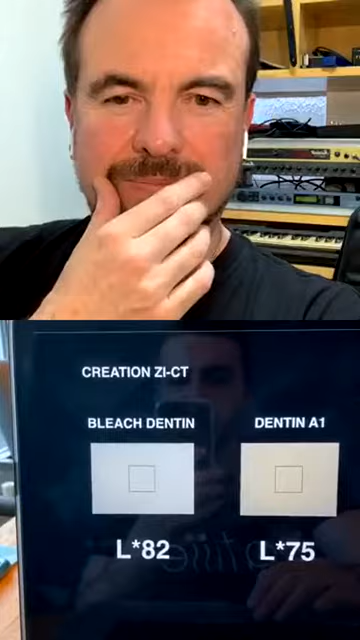 CREATION ZI-CT
BLEACH DENTIN
DENTIN A1
L*82
L*75